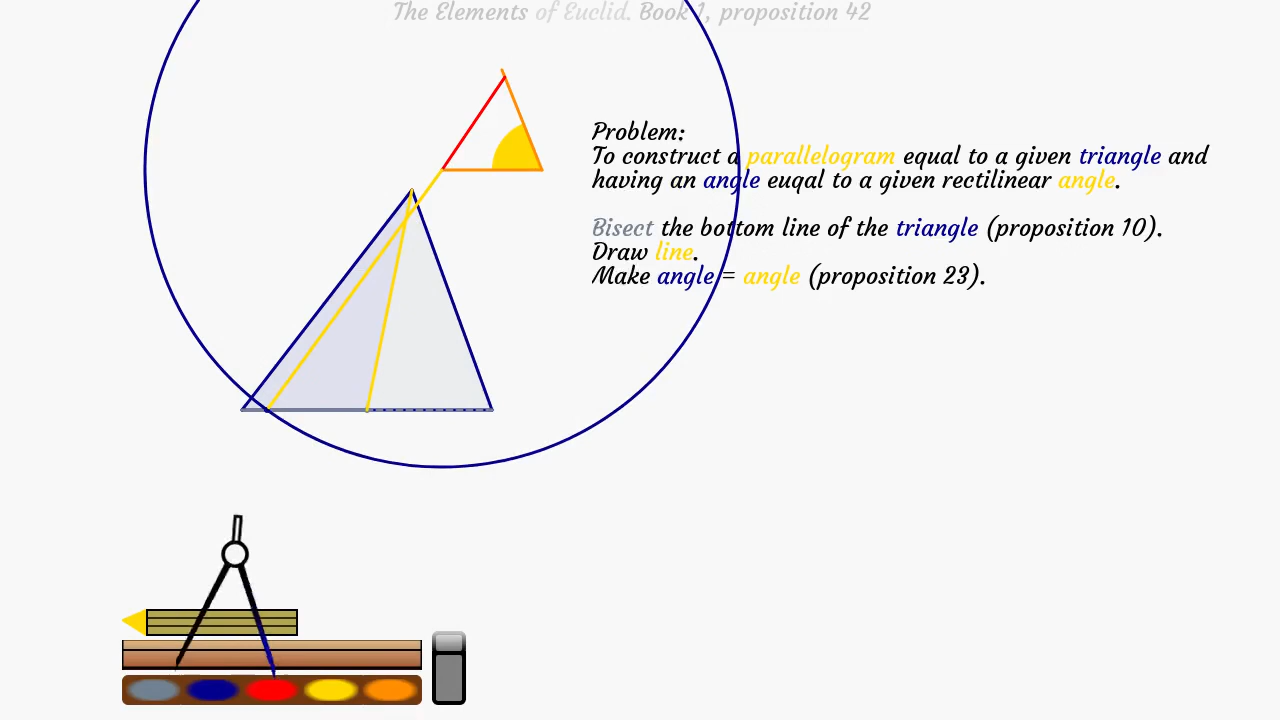 The Elements of Euclid. Book 1, proposition 42
Problem:
To construct a parallelogram equal to a given triangle and
having an angle euqal to a given rectilinear angle.
Bisect the bottom line of the triangle (proposition 10).
Draw line.
Make angle = angle (proposition 23).